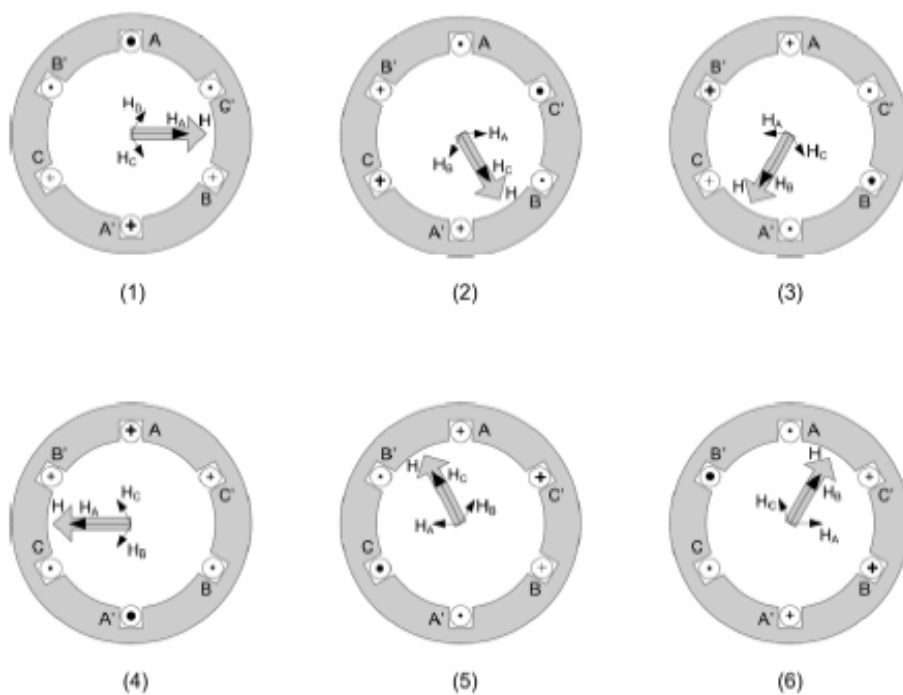 A
B'
C'
H_B
H_A H
H_C
C
B
A'
(1)
A
B'
C'
H_A
H_B
H_C
C
H
B
A'
(2)
A
B'
C'
H_A
H_C
C
H
H_B
B
A'
(3)
A
B'
C'
H_C
H H_A
H_B
C
B
A'
(4)
A
B'
H
H_C
C'
H_B
H_A
C
B
A'
(5)
A
B'
H
C'
H_C
H_B
H_A
C
B
A'
(6)